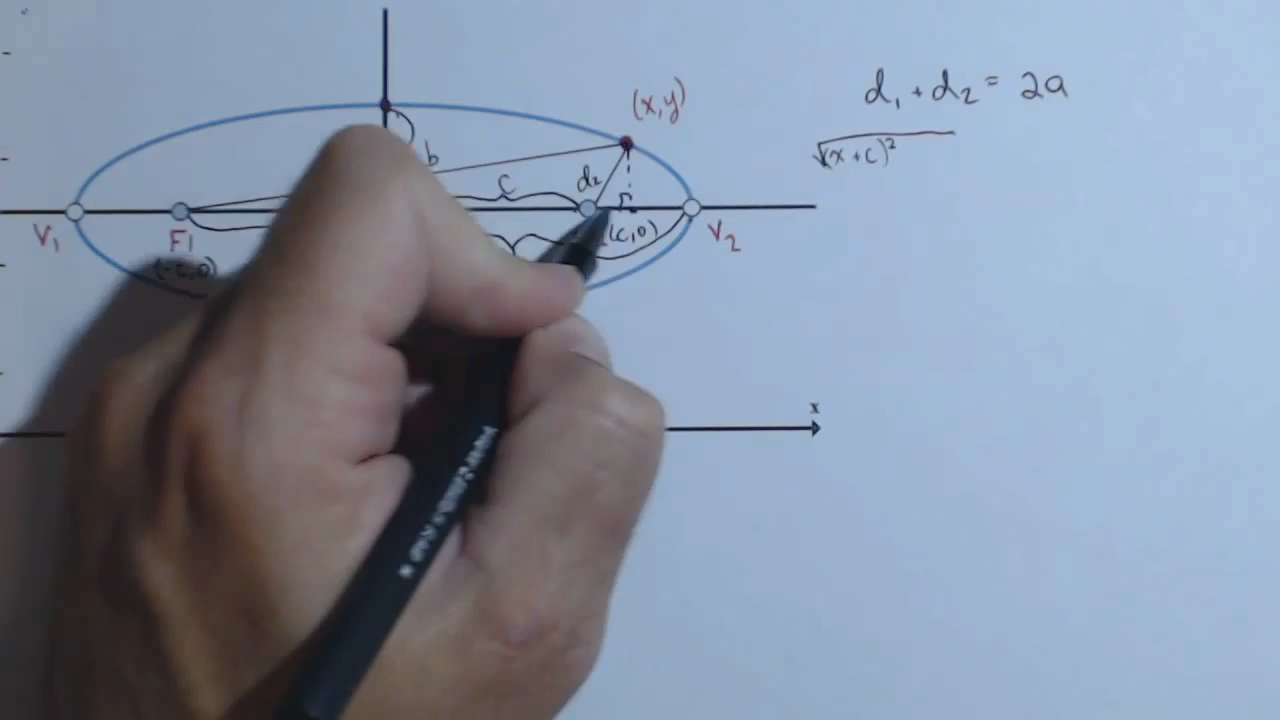 d₁ + d₂ = 2a
(x,y)
√(x+c)²
b
d₂
c
V₁
F1
(c,0)
V₂
(-c,0)
x